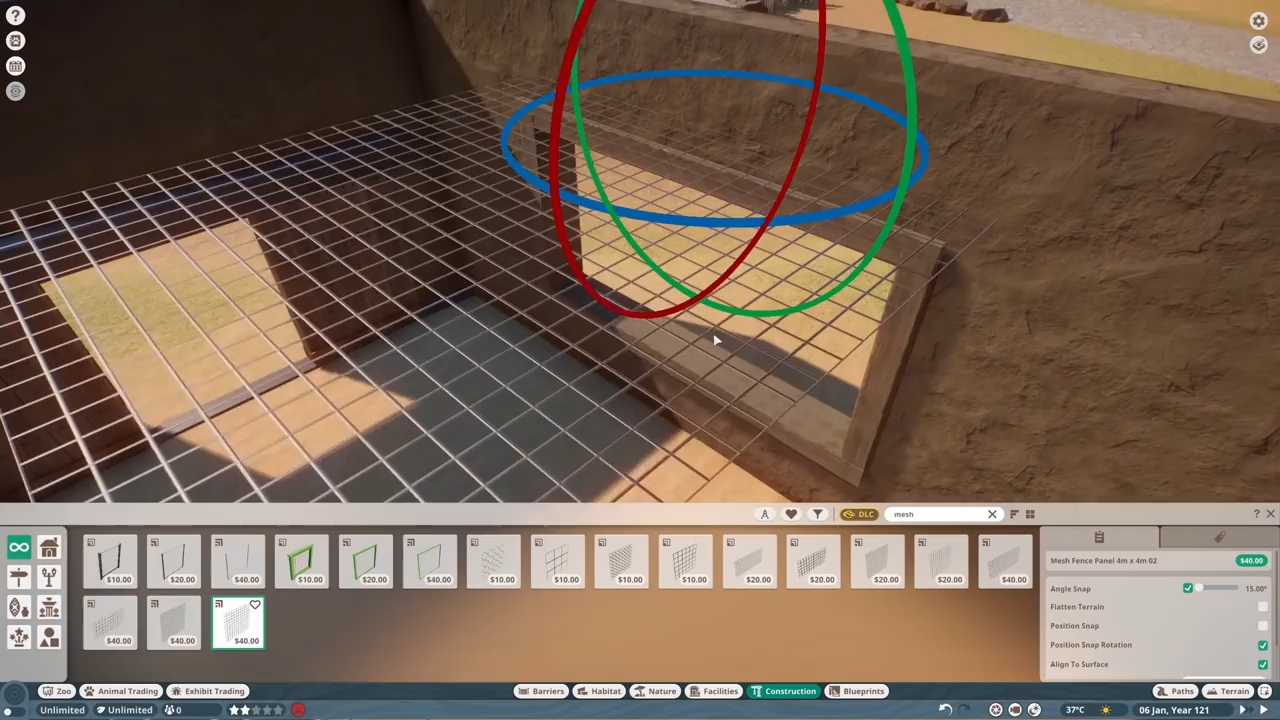 ?
DLC
mesh
?
$10.00 $20.00 $40.00 $10.00 $20.00 $40.00 $10.00 $10.00 $10.00 $10.00 $20.00 $20.00 $20.00 $20.00 $40.00
$40.00 $40.00 $40.00
Mesh Fence Panel 4m x 4m 02 $40.00
Angle Snap 15.00°
Flatten Terrain
Position Snap
Position Snap Rotation
Align To Surface
Zoo Animal Trading Exhibit Trading Barriers Habitat Nature Facilities Construction Blueprints Paths Terrain
Unlimited Unlimited 0 37°C 06 Jan, Year 121